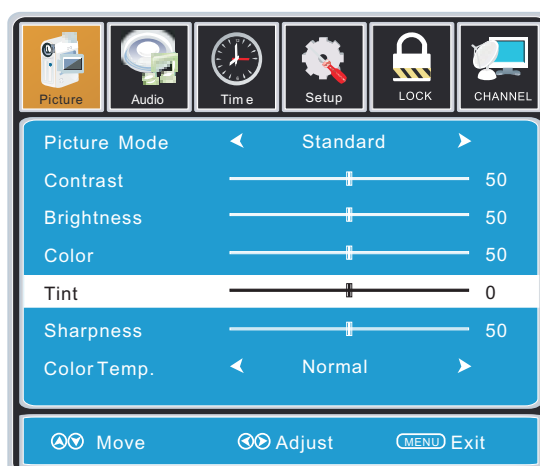 Picture Audio Time Setup LOCK CHANNEL
Picture Mode Standard
Contrast 50
Brightness 50
Color 50
Tint 0
Sharpness 50
Color Temp. Normal
Move Adjust MENU Exit